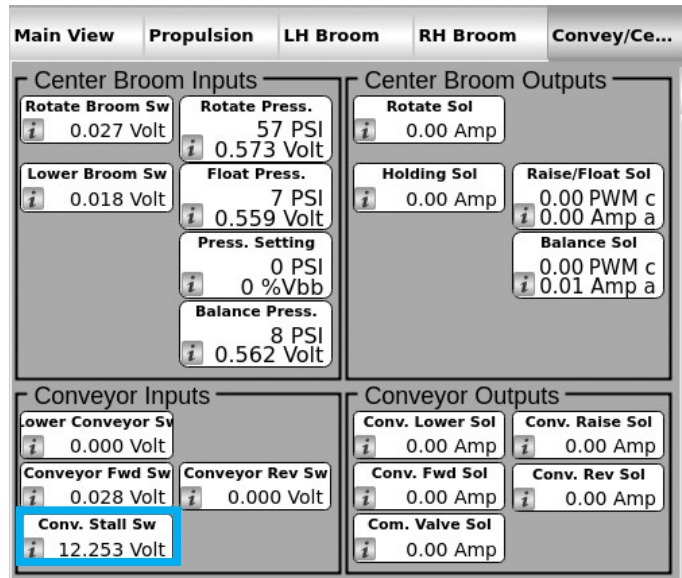 Main View Propulsion LH Broom RH Broom Convey/Ce...
Center Broom Inputs
Rotate Broom Sw
i 0.027 Volt
Rotate Press.
57 PSI
i 0.573 Volt
Lower Broom Sw
i 0.018 Volt
Float Press.
7 PSI
i 0.559 Volt
Press. Setting
0 PSI
i 0 %Vbb
Balance Press.
8 PSI
i 0.562 Volt
Center Broom Outputs
Rotate Sol
i 0.00 Amp
Holding Sol
i 0.00 Amp
Raise/Float Sol
0.00 PWM c
i 0.00 Amp a
Balance Sol
0.00 PWM c
i 0.01 Amp a
Conveyor Inputs
Lower Conveyor Sw
i 0.000 Volt
Conveyor Fwd Sw
i 0.028 Volt
Conveyor Rev Sw
i 0.000 Volt
Conv. Stall Sw
i 12.253 Volt
Conveyor Outputs
Conv. Lower Sol
i 0.00 Amp
Conv. Raise Sol
i 0.00 Amp
Conv. Fwd Sol
i 0.00 Amp
Conv. Rev Sol
i 0.00 Amp
Com. Valve Sol
i 0.00 Amp